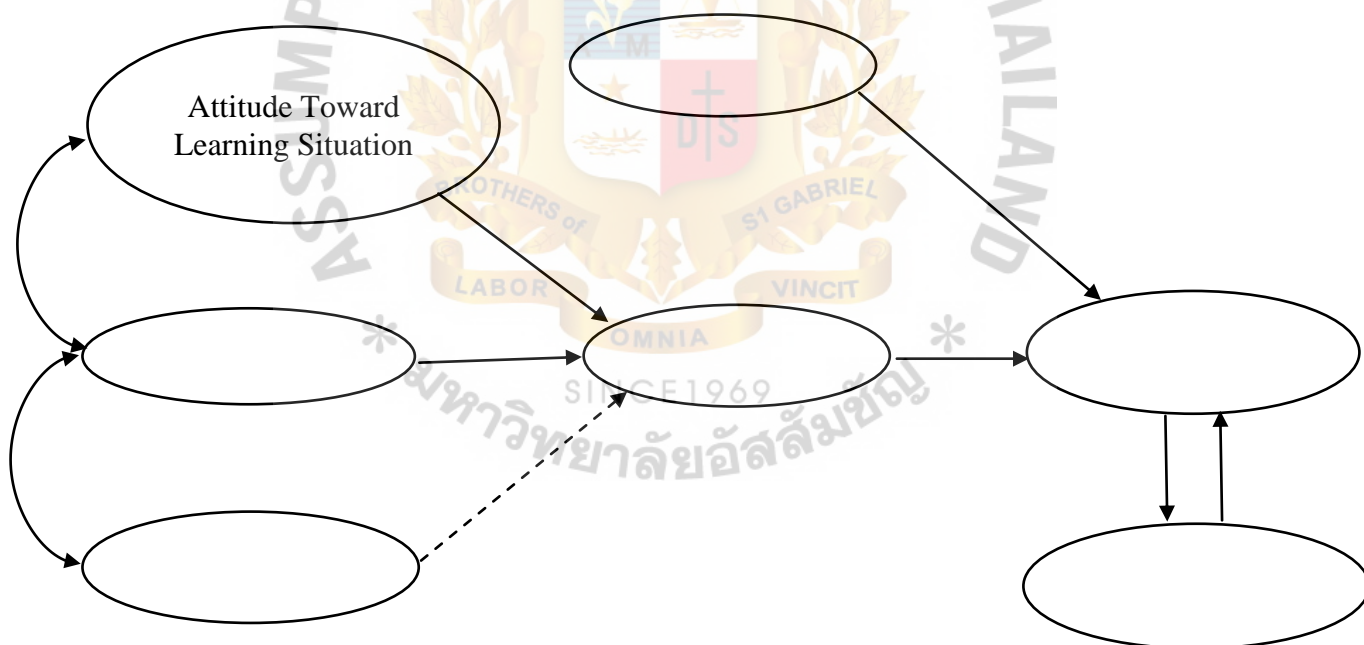 Attitude Toward
Learning Situation
A M
D S
BROTHERS of
S1 GABRIEL
LABOR
VINCIT
OMNIA
* *
SINCE1969
มหาวิทยาลัยอัสสัมชัญ